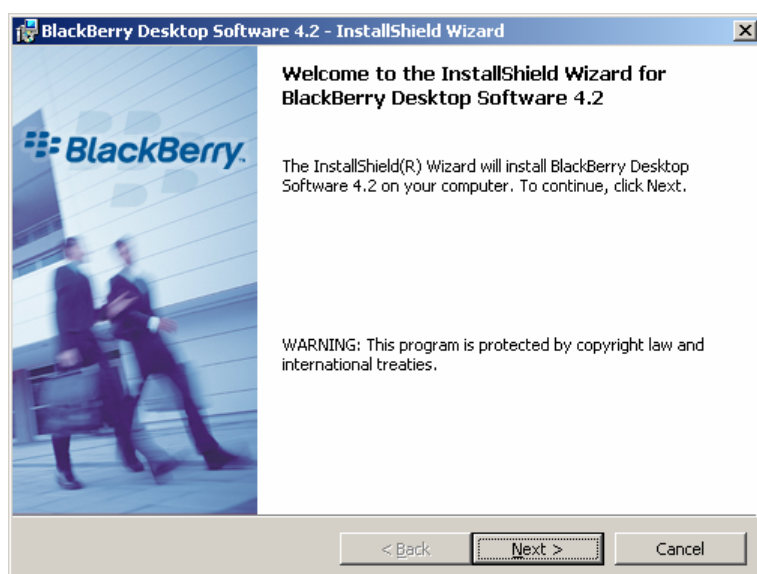 BlackBerry Desktop Software 4.2 - InstallShield Wizard
Welcome to the InstallShield Wizard for
BlackBerry Desktop Software 4.2
BlackBerry.
The InstallShield(R) Wizard will install BlackBerry Desktop
Software 4.2 on your computer. To continue, click Next.
WARNING: This program is protected by copyright law and
international treaties.
< Back
Next >
Cancel